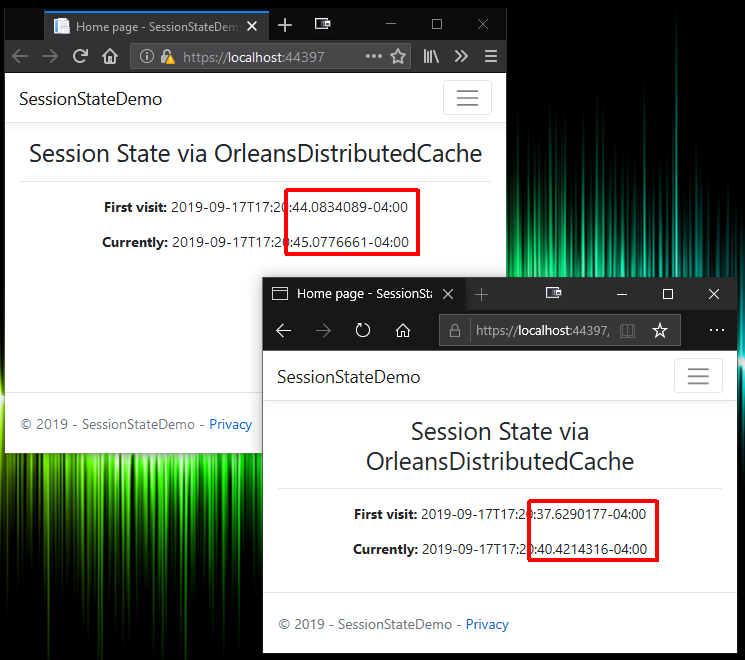 Home page - SessionStateDemo
https://localhost:44397
SessionStateDemo
Session State via OrleansDistributedCache
First visit: 2019-09-17T17:20:44.0834089-04:00
Currently: 2019-09-17T17:20:45.0776661-04:00
© 2019 - SessionStateDemo - Privacy
Home page - SessionSta
https://localhost:44397,
SessionStateDemo
Session State via
OrleansDistributedCache
First visit: 2019-09-17T17:20:37.6290177-04:00
Currently: 2019-09-17T17:20:40.4214316-04:00
© 2019 - SessionStateDemo - Privacy